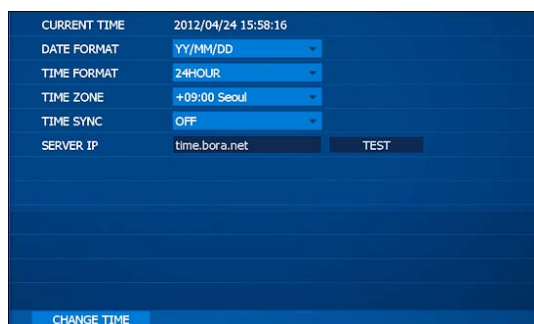 CURRENT TIME 2012/04/24 15:58:16
DATE FORMAT YY/MM/DD
TIME FORMAT 24HOUR
TIME ZONE +09:00 Seoul
TIME SYNC OFF
SERVER IP time.bora.net TEST
CHANGE TIME